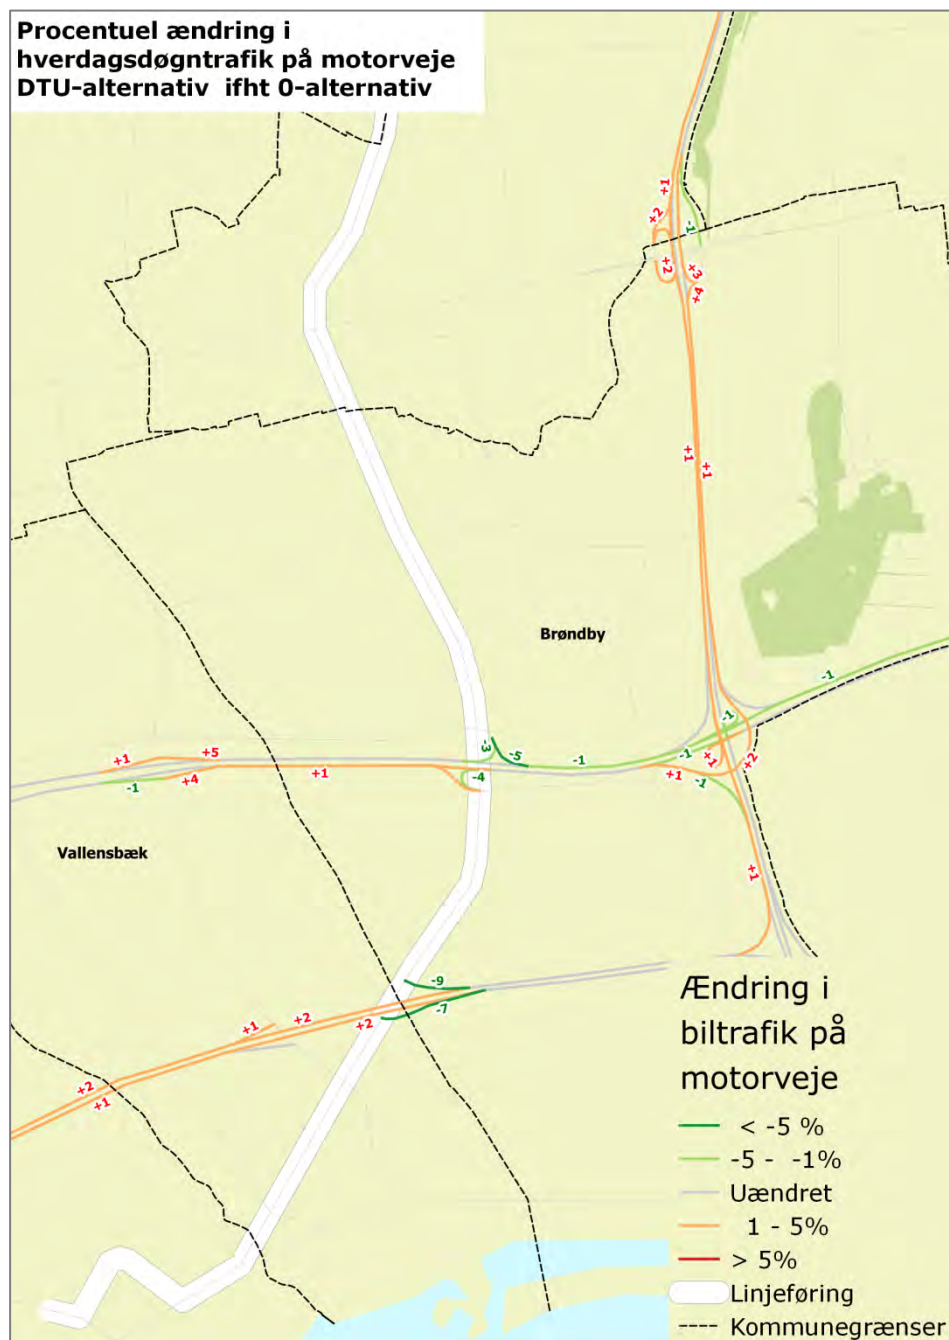 Procentuel ændring i
hverdagsdøgntrafik på motorveje
DTU-alternativ ifht 0-alternativ
+1
+2
-1
+2
+3
+4
+1
+1
Brøndby
-1
-1
-3
-5
-1
-1
+1
+2
+1
-1
+1
+5
+4
-1
+1
-4
Vallensbæk
+1
-9
-7
+2
+1
+2
+2
+1
Ændring i
biltrafik på
motorveje
< -5 %
-5 - -1%
Uændret
1 - 5%
> 5%
Linjeføring
Kommunegrænser